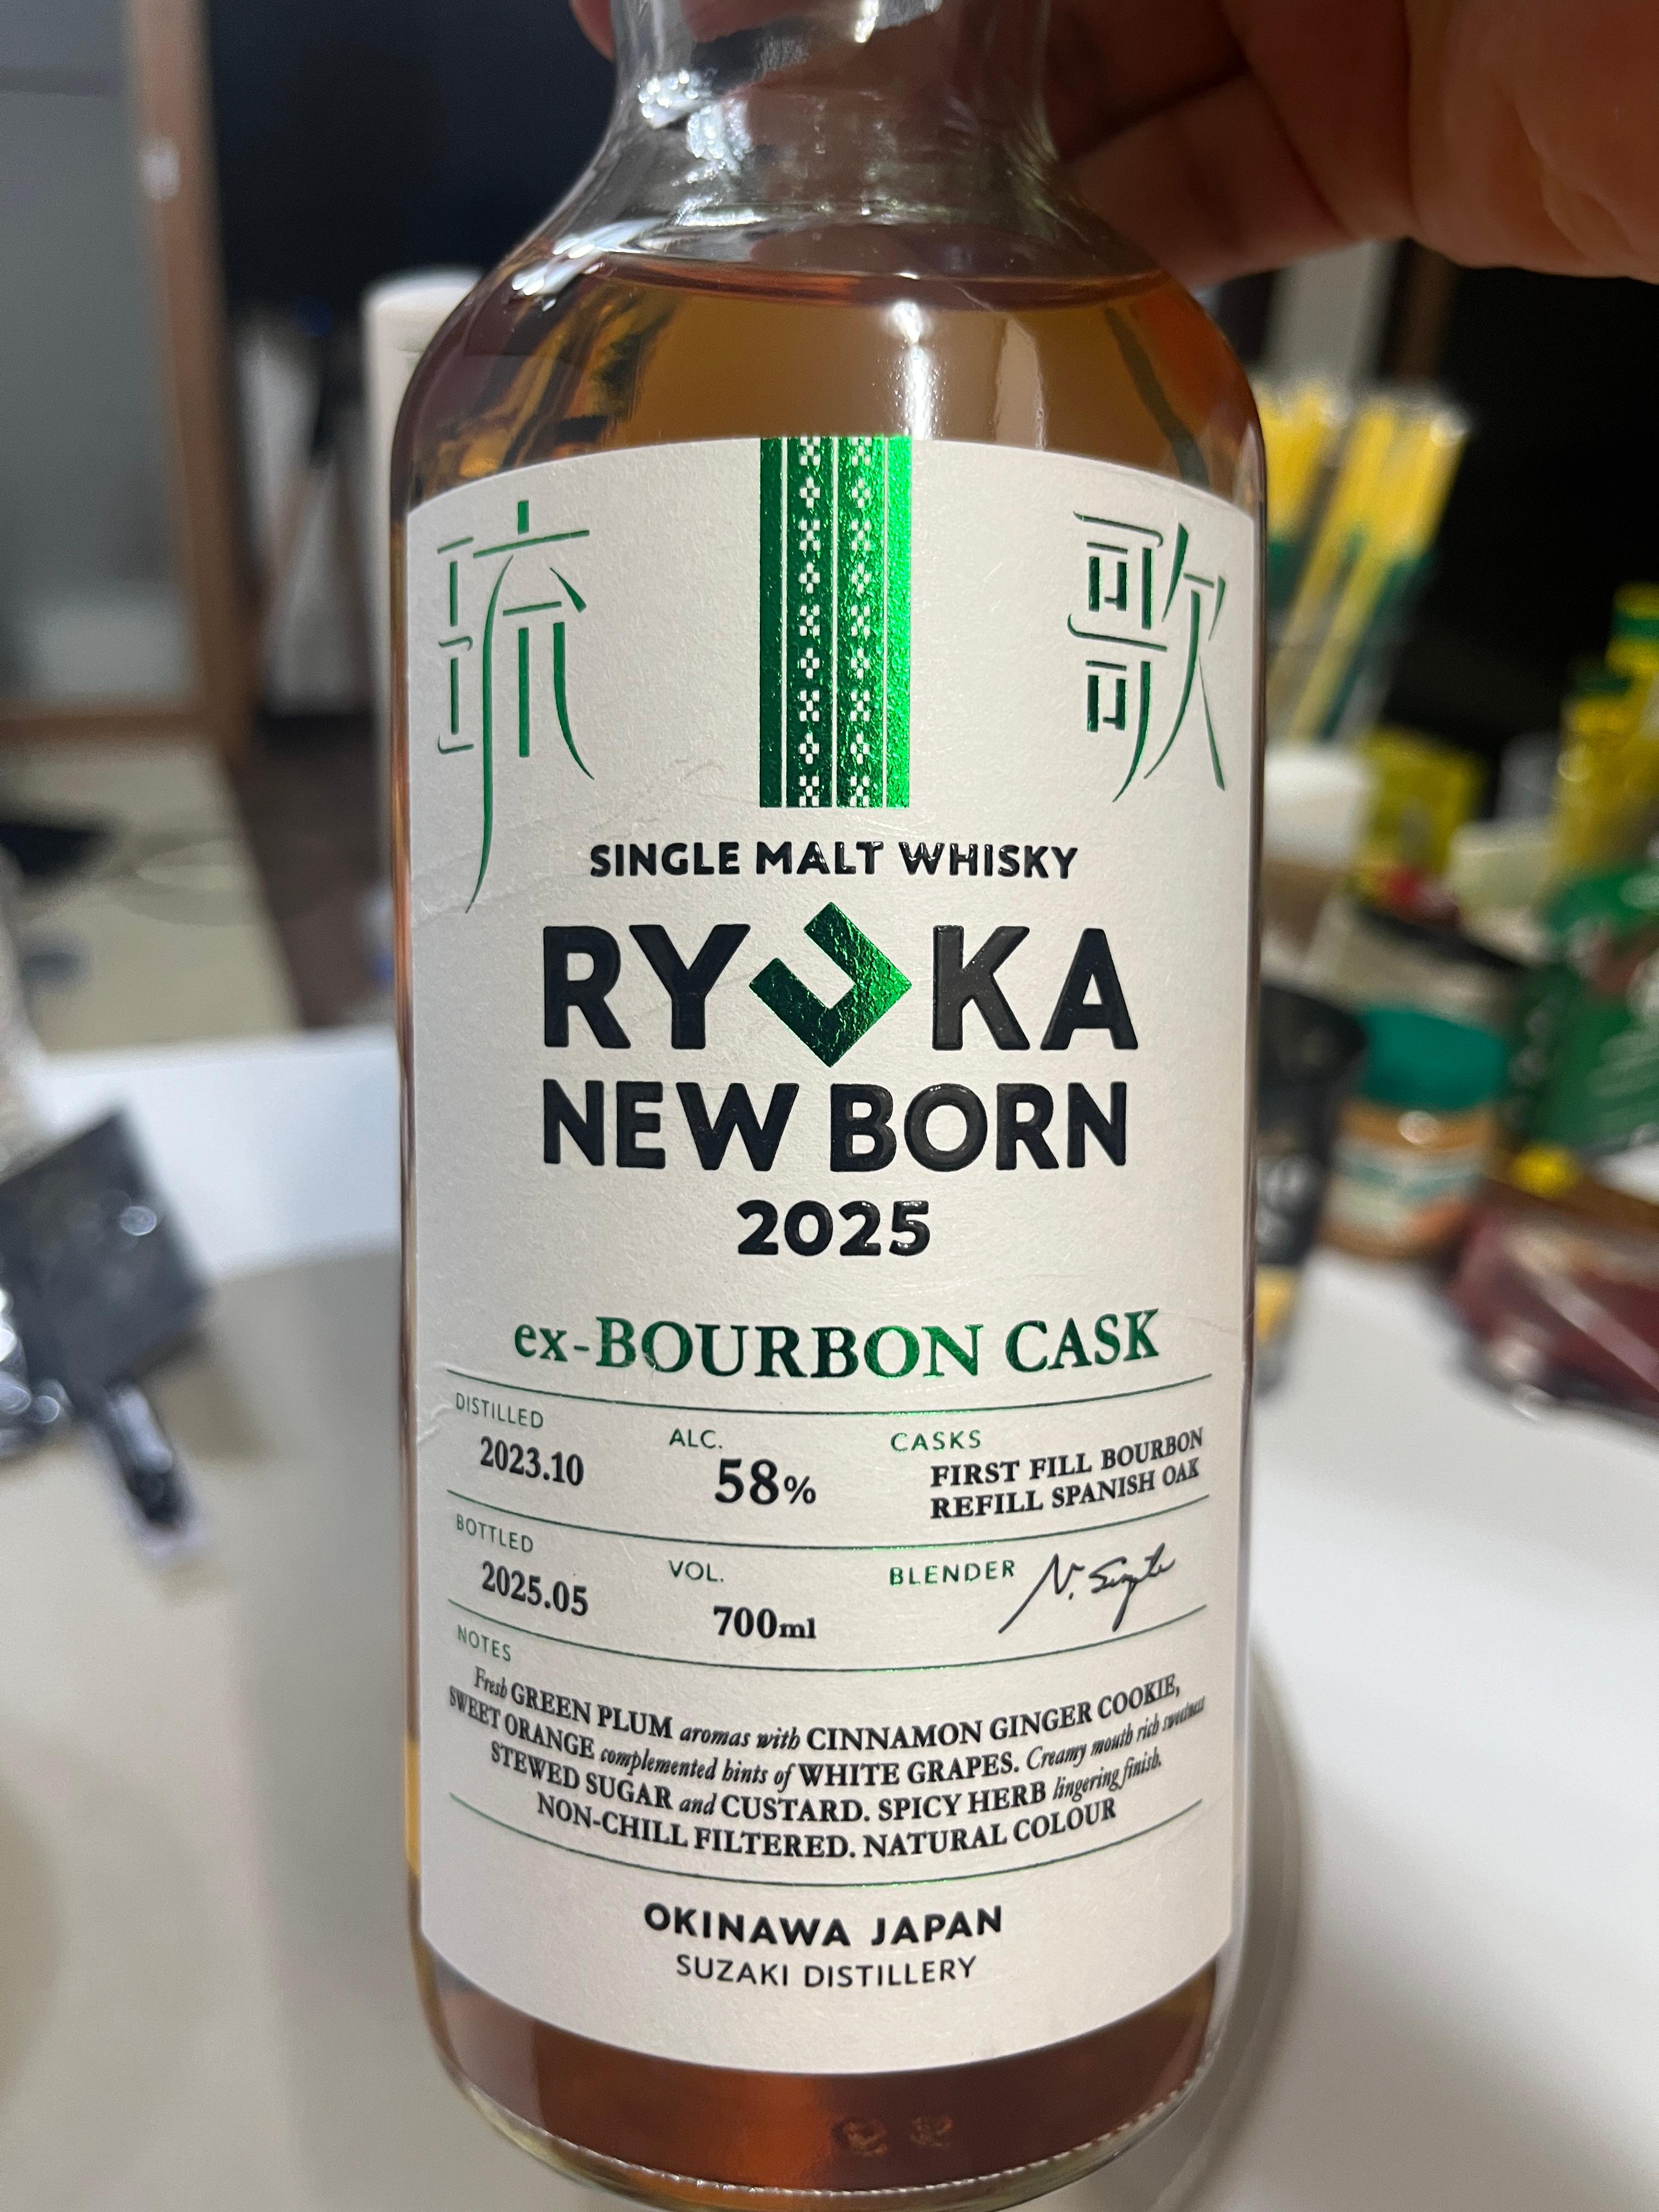 琉 歌
SINGLE MALT WHISKY
RYUKA
NEW BORN
2025
ex-BOURBON CASK
DISTILLED
2023.10
ALC.
58%
CASKS
FIRST FILL BOURBON
REFILL SPANISH OAK
BOTTLED
2025.05
VOL.
700ml
BLENDER
NOTES
Fresh GREEN PLUM aromas with CINNAMON GINGER COOKIE,
SWEET ORANGE complemented hints of WHITE GRAPES. Creamy mouth rich sweetness
STEWED SUGAR and CUSTARD. SPICY HERB lingering finish.
NON-CHILL FILTERED. NATURAL COLOUR
OKINAWA JAPAN
SUZAKI DISTILLERY